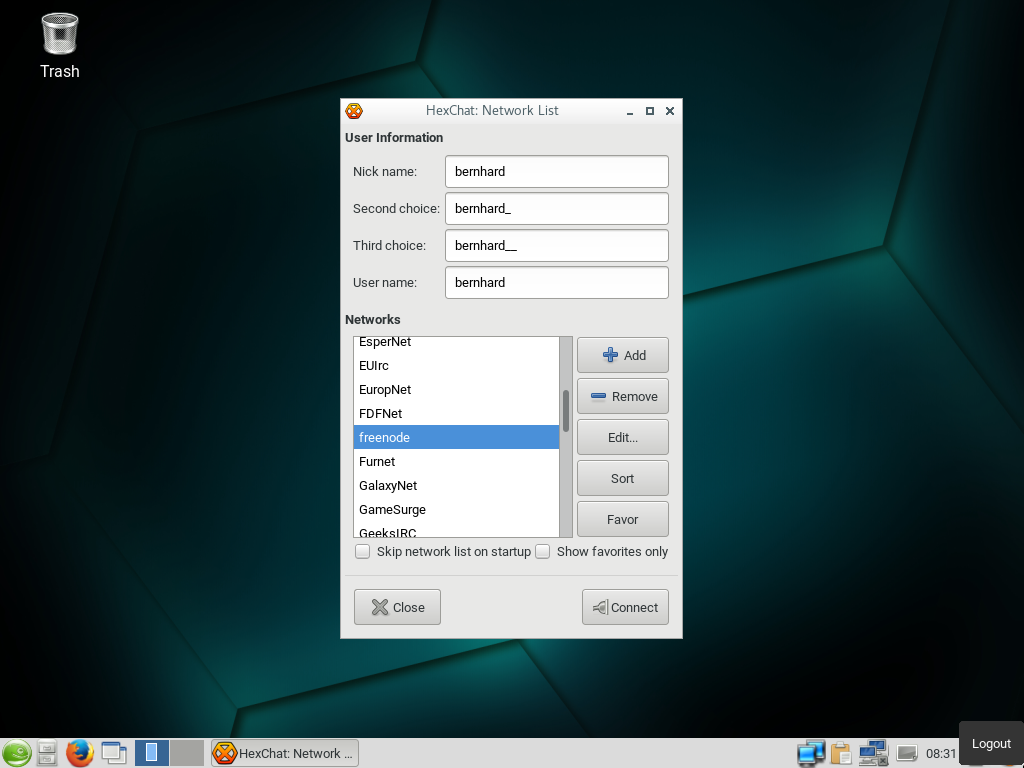 Trash
HexChat: Network List
User Information
Nick name: bernhard
Second choice: bernhard_
Third choice: bernhard__
User name: bernhard
Networks
EsperNet
EUIrc
EuropNet
FDFNet
freenode
Furnet
GalaxyNet
GameSurge
GeeksIRC
Add
Remove
Edit...
Sort
Favor
Skip network list on startup
Show favorites only
Close
Connect
HexChat: Network ...
08:31
Logout